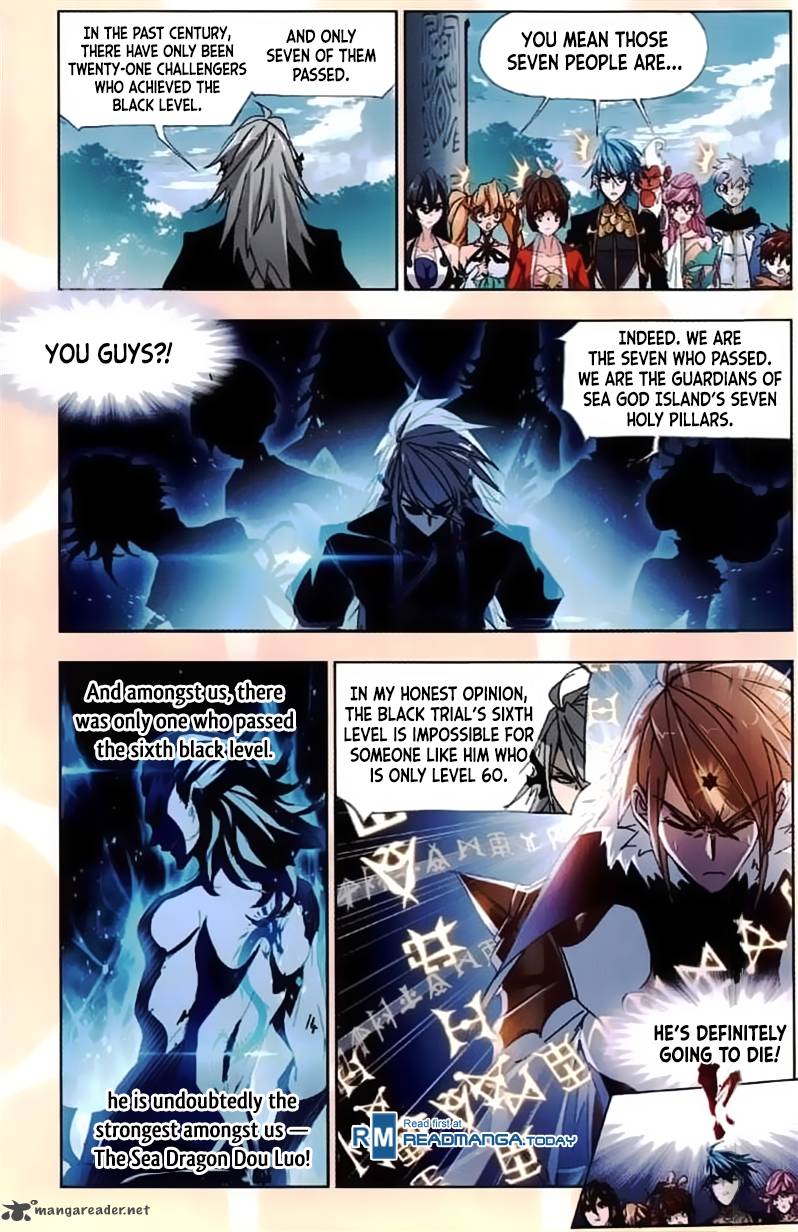 IN THE PAST CENTURY,
THERE HAVE ONLY BEEN
TWENTY-ONE CHALLENGERS
WHO ACHIEVED THE
BLACK LEVEL.
AND ONLY
SEVEN OF THEM
PASSED.
YOU MEAN THOSE
SEVEN PEOPLE ARE...
YOU GUYS?!
INDEED. WE ARE
THE SEVEN WHO PASSED.
WE ARE THE GUARDIANS OF
SEA GOD ISLAND'S SEVEN
HOLY PILLARS.
And amongst us, there
was only one who passed
the sixth black level.
he is undoubtedly the
strongest amongst us —
The Sea Dragon Dou Luo!
IN MY HONEST OPINION,
THE BLACK TRIAL'S SIXTH
LEVEL IS IMPOSSIBLE FOR
SOMEONE LIKE HIM WHO
IS ONLY LEVEL 60.
HE'S DEFINITELY
GOING TO DIE!
!?
RM
Read first at
READMANGA.TODAY
mangareader.net